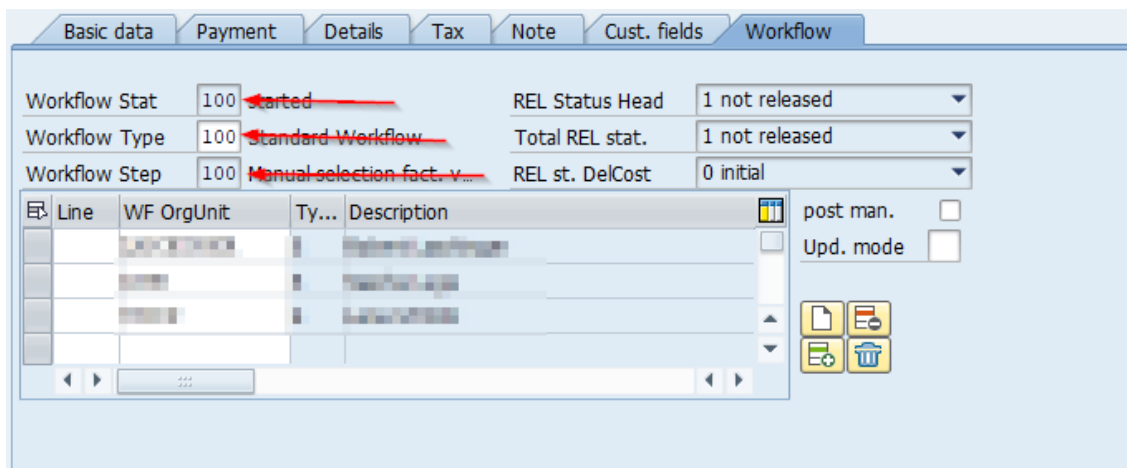 Basic data Payment Details Tax Note Cust. fields Workflow
Workflow Stat 100 started REL Status Head 1 not released
Workflow Type 100 Standard Workflow Total REL stat. 1 not released
Workflow Step 100 Manual selection fact. v... REL st. DelCost 0 initial
Line WF OrgUnit Ty... Description post man.
Upd. mode